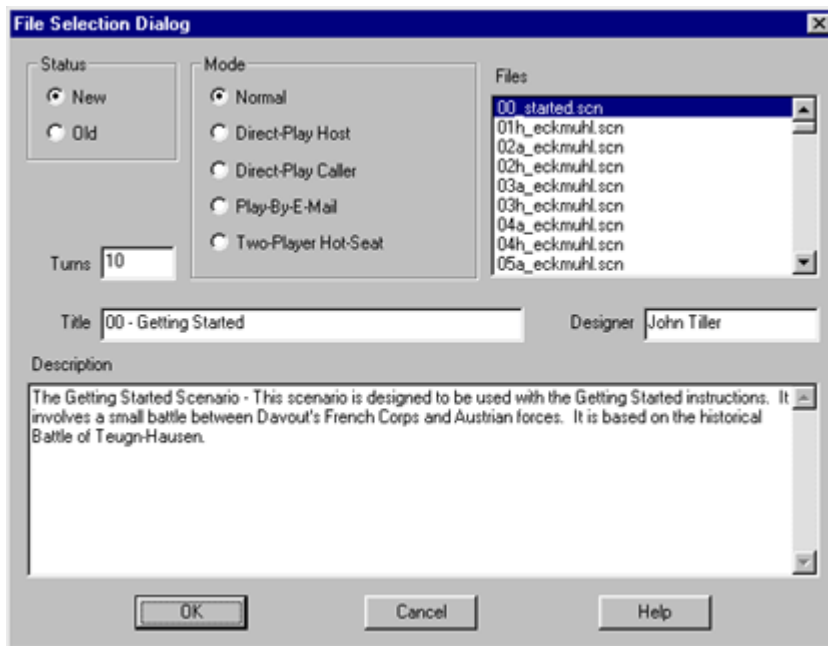 File Selection Dialog
Status
New
Old
Mode
Normal
Direct-Play Host
Direct-Play Caller
Play-By-E-Mail
Two-Player Hot-Seat
Files
00_started.scn
01h_eckmuhl.scn
02a_eckmuhl.scn
02h_eckmuhl.scn
03a_eckmuhl.scn
03h_eckmuhl.scn
04a_eckmuhl.scn
04h_eckmuhl.scn
05a_eckmuhl.scn
Turns 10
Title 00 - Getting Started
Designer John Tiller
Description
The Getting Started Scenario - This scenario is designed to be used with the Getting Started instructions. It
involves a small battle between Davout's French Corps and Austrian forces. It is based on the historical
Battle of Teugn-Hausen.
OK Cancel Help